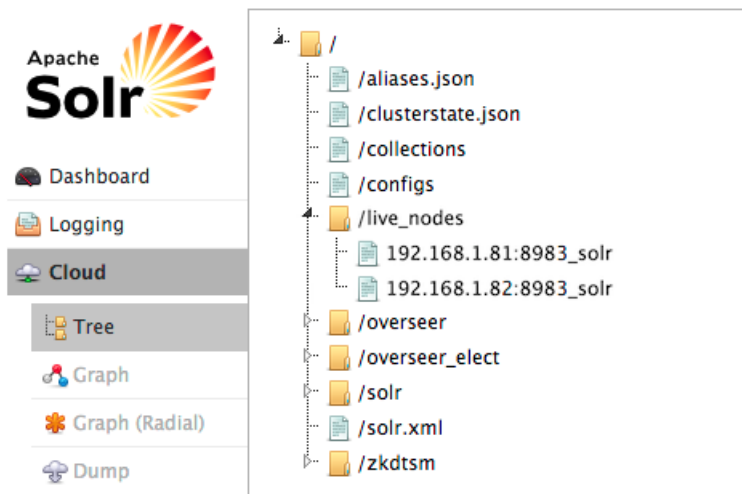 Apache
Solr
Dashboard
Logging
Cloud
Tree
Graph
Graph (Radial)
Dump
/
/aliases.json
/clusterstate.json
/collections
/configs
/live_nodes
192.168.1.81:8983_solr
192.168.1.82:8983_solr
/overseer
/overseer_elect
/solr
/solr.xml
/zkdtsm